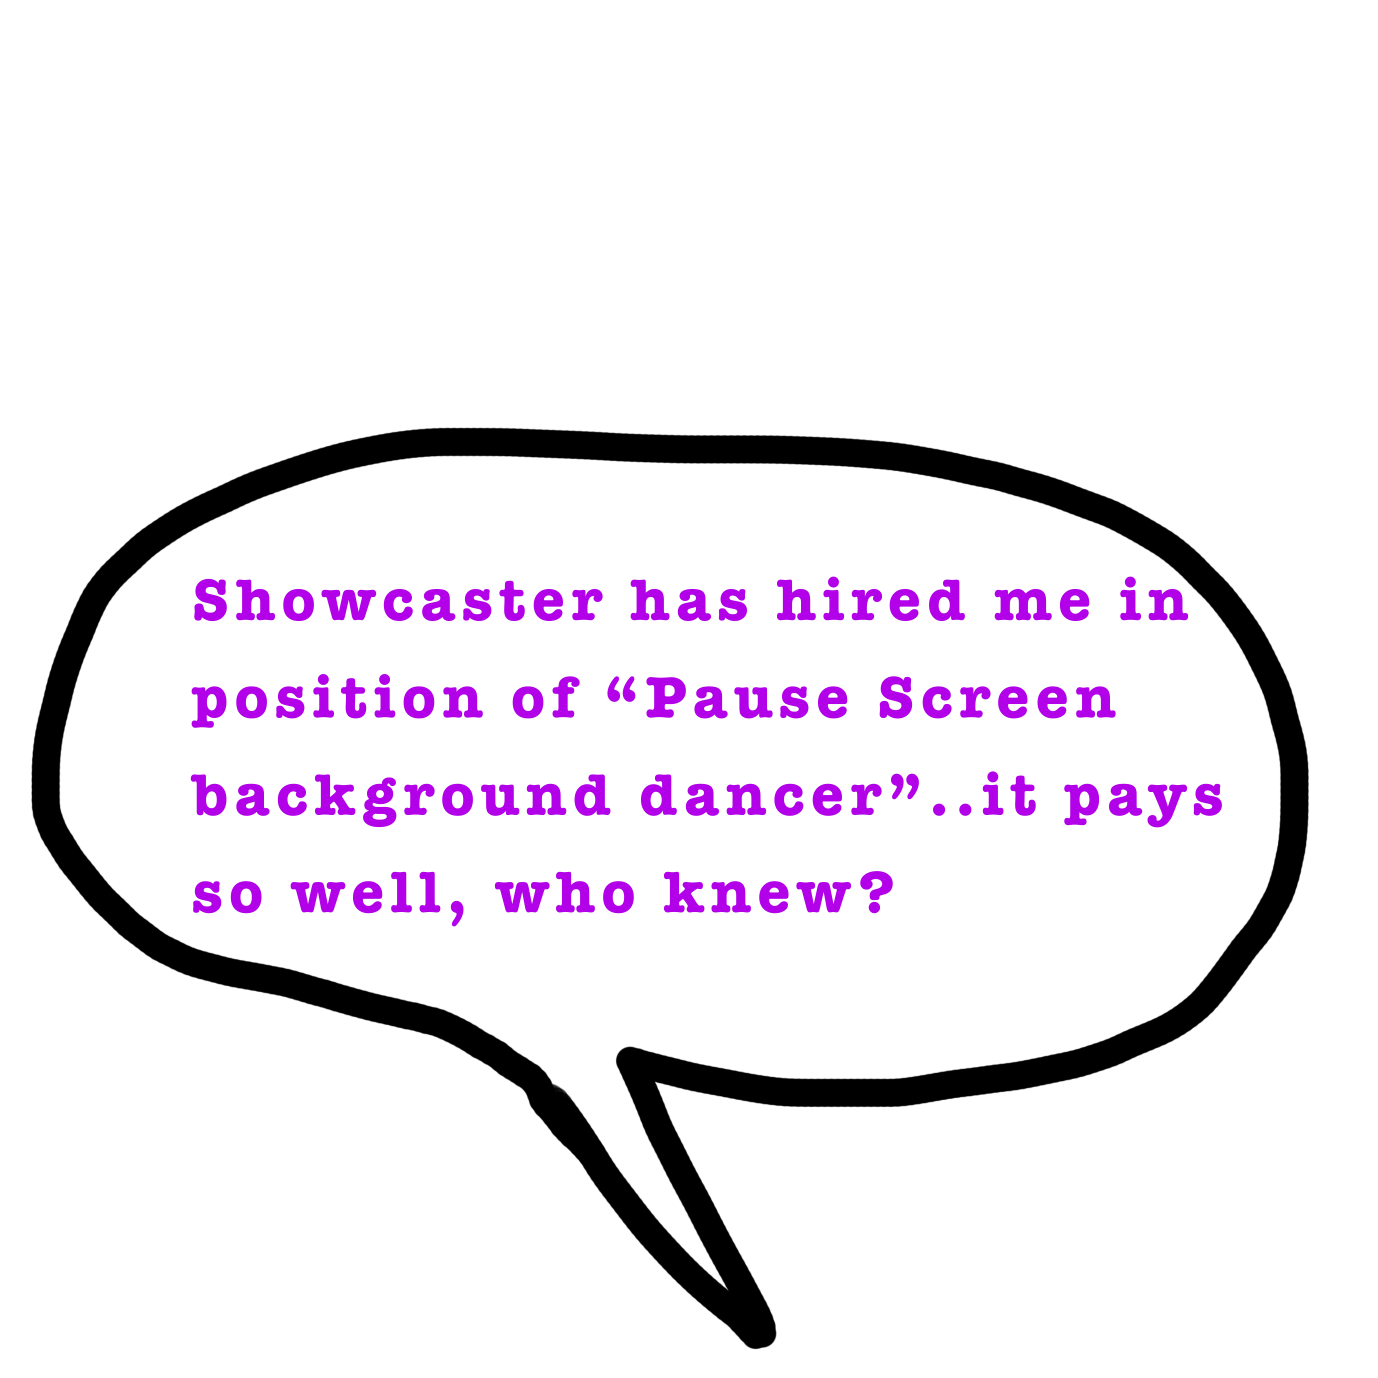 Showcaster has hired me in
position of “Pause Screen
background dancer”..it pays
so well, who knew?